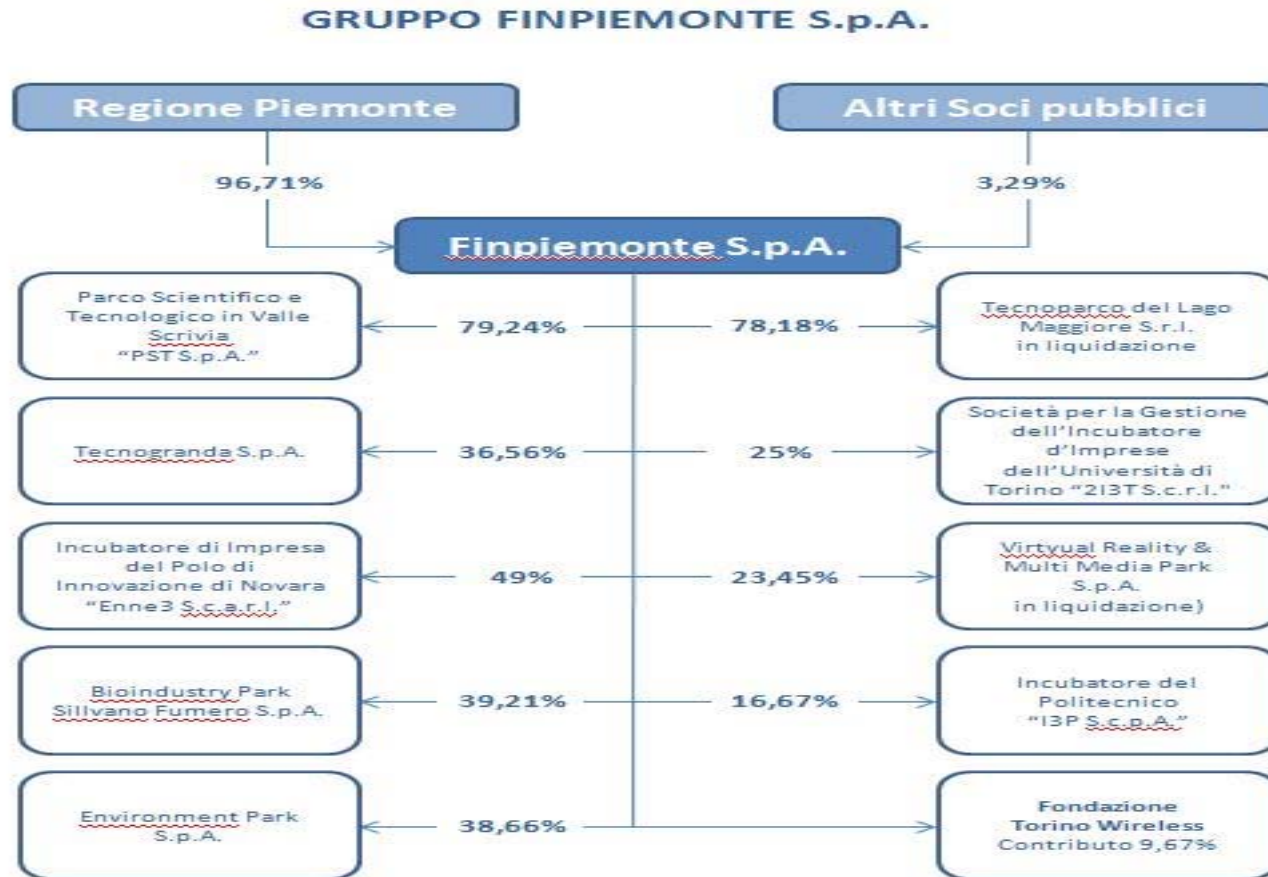 GRUPPO FINPIEMONTE S.p.A.
Regione Piemonte
Altri Soci pubblici
96,71%
3,29%
Finpiemonte S.p.A.
Parco Scientifico e
Tecnologico in Valle
Scrivia
“PST S.p.A.”
79,24%
78,18%
Tecnoparco del Lago
Maggiore S.r.l.
in liquidazione
Tecnogranda S.p.A.
36,56%
25%
Società per la Gestione
dell’Incubatore
d’Imprese
dell’Università di
Torino “2I3T S.c.r.l.”
Incubatore di Impresa
del Polo di
Innovazione di Novara
“Enne3 S.c.a.r.l.”
49%
23,45%
Virtyual Reality &
Multi Media Park
S.p.A.
in liquidazione)
Bioindustry Park
Sillvano Fumero S.p.A.
39,21%
16,67%
Incubatore del
Politecnico
“I3P S.c.p.A.”
Environment Park
S.p.A.
38,66%
Fondazione
Torino Wireless
Contributo 9,67%